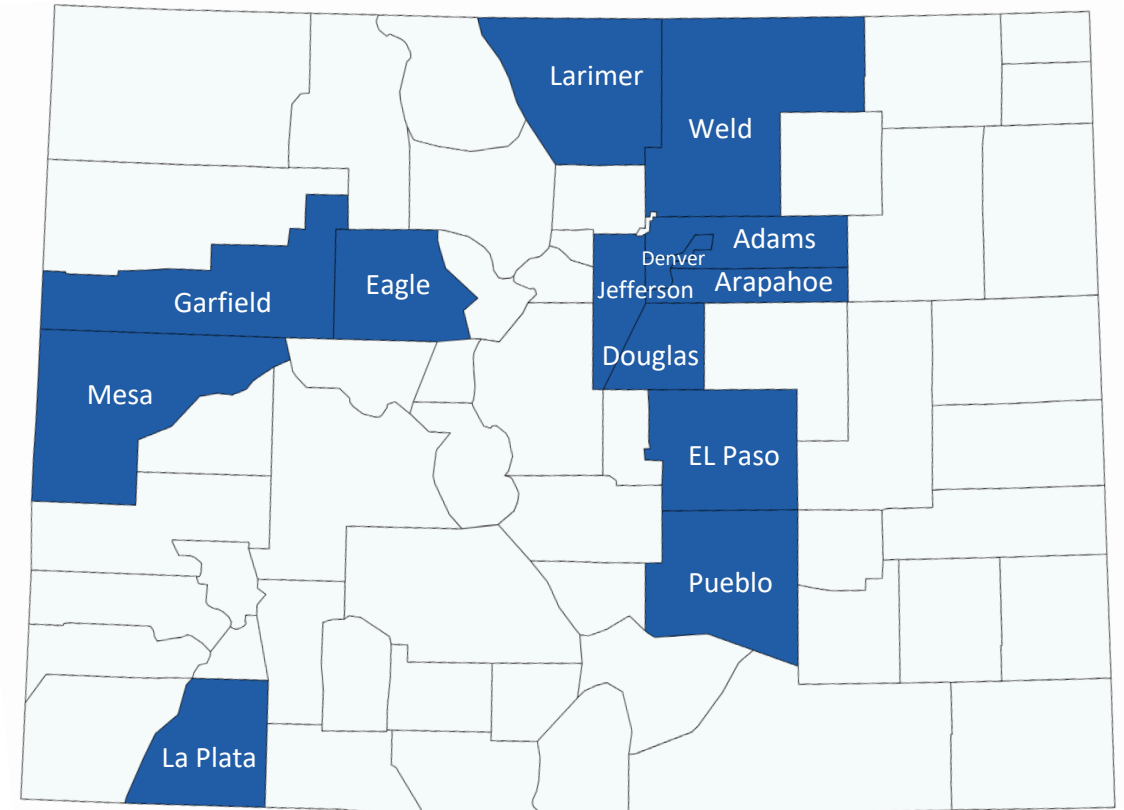 Larimer
Weld
Adams
Denver
Eagle
Arapahoe
Jefferson
Garfield
Douglas
Mesa
EL Paso
Pueblo
La Plata